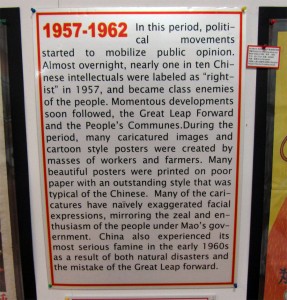 1957-1962 In this period, politi-
cal movements
started to mobilize public opinion.
Almost overnight, nearly one in ten Chi-
nese intellectuals were labeled as "right-
ist" in 1957, and became class enemies
of the people. Momentous developments
soon followed, the Great Leap Forward
and the People's Communes.During the
period, many caricatured images and
cartoon style posters were created by
masses of workers and farmers. Many
beautiful posters were printed on poor
paper with an outstanding style that was
typical of the Chinese. Many of the cari-
catures have naïvely exaggerated facial
expressions, mirroring the zeal and en-
thusiasm of the people under Mao's gov-
ernment. China also experienced its
most serious famine in the early 1960s
as a result of both natural disasters and
the mistake of the Great Leap forward.